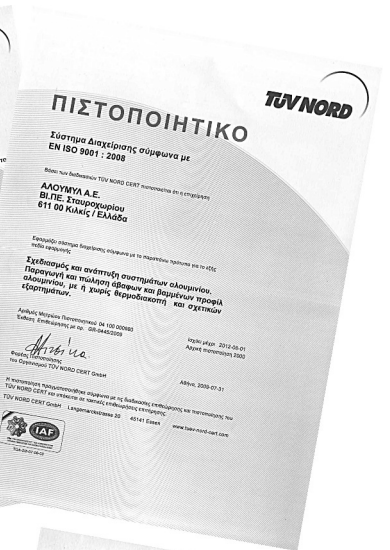 TÜV NORD
ΠΙΣΤΟΠΟΙΗΤΙΚΟ
Σύστημα Διαχείρισης σύμφωνα με
EN ISO 9001 : 2008
Βάσει των διαδικασιών TÜV NORD CERT πιστοποιείται ότι η επιχείρηση
ΑΛΟΥΜΥΛ Α.Ε.
ΒΙ.ΠΕ. Σταυροχωρίου
611 00 Κιλκίς / Ελλάδα
Εφαρμόζει σύστημα διαχείρισης σύμφωνα με το παραπάνω πρότυπο για το εξής
πεδίο εφαρμογής
Σχεδιασμός και ανάπτυξη συστημάτων αλουμινίου.
Παραγωγή και πώληση άβαφων και βαμμένων προφίλ
αλουμινίου, με ή χωρίς θερμοδιακοπή και σχετικών
εξαρτημάτων.
Αριθμός Μητρώου Πιστοποιητικού 04 100 000980
Έκθεση Επιθεώρησης με αρ. GR-0445/2009
Ισχύει μέχρι 2012-08-01
Αρχική πιστοποίηση 2000
Φορέας Πιστοποίησης
του Οργανισμού TÜV NORD CERT GmbH
Αθήνα, 2009-07-31
Η πιστοποίηση πραγματοποιήθηκε σύμφωνα με τις διαδικασίες επιθεώρησης και πιστοποίησης του
TÜV NORD CERT και υπόκειται σε τακτικές επιθεωρήσεις επιτήρησης.
TÜV NORD CERT GmbH Langemarckstrasse 20 45141 Essen www.tuev-nord-cert.com
IAF